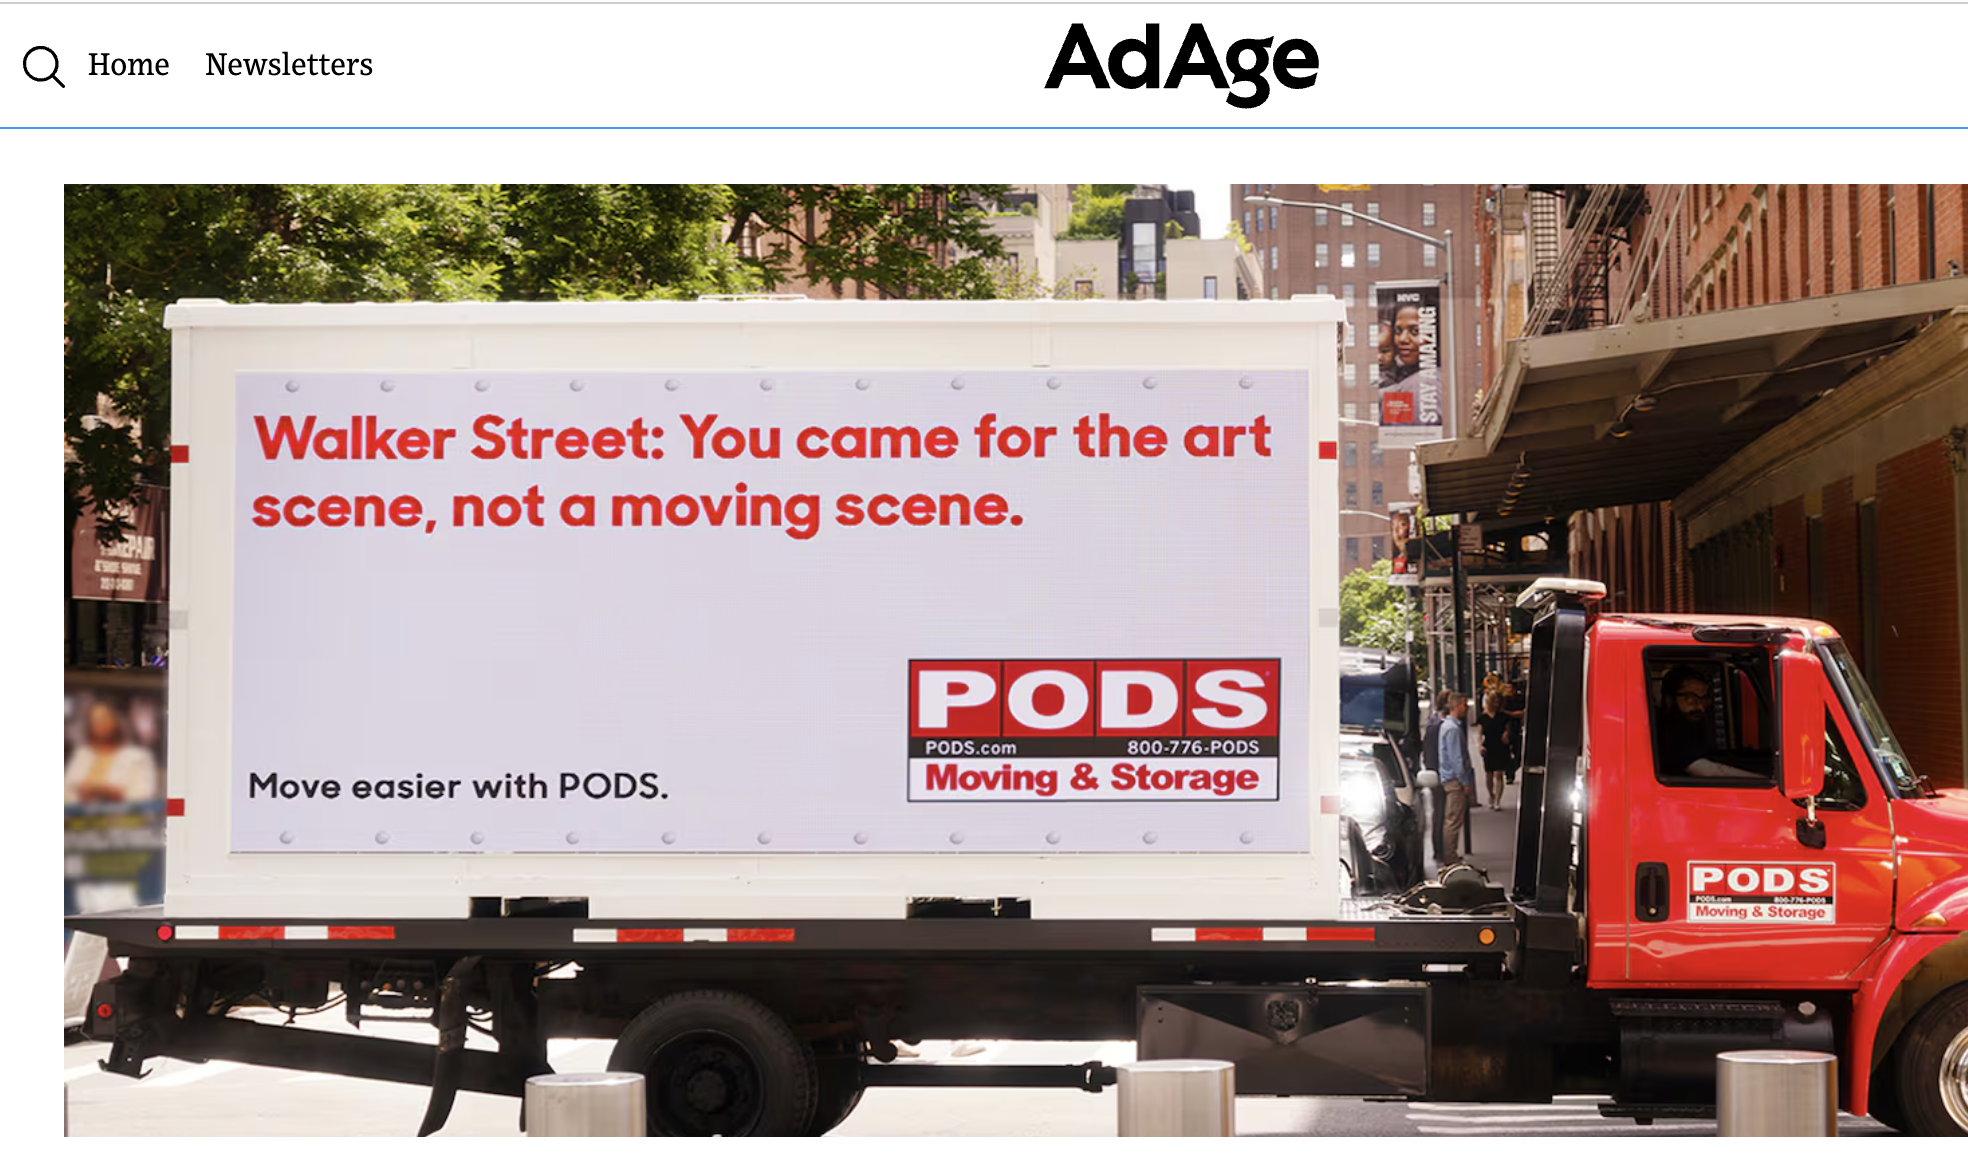 Home Newsletters
AdAge
NYC
STAY AMAZING
Walker Street: You came for the art
scene, not a moving scene.
Move easier with PODS.
PODS
PODS.com 800-776-PODS
Moving & Storage
REPAIR
PODS
PODS.com 800-776-PODS
Moving & Storage